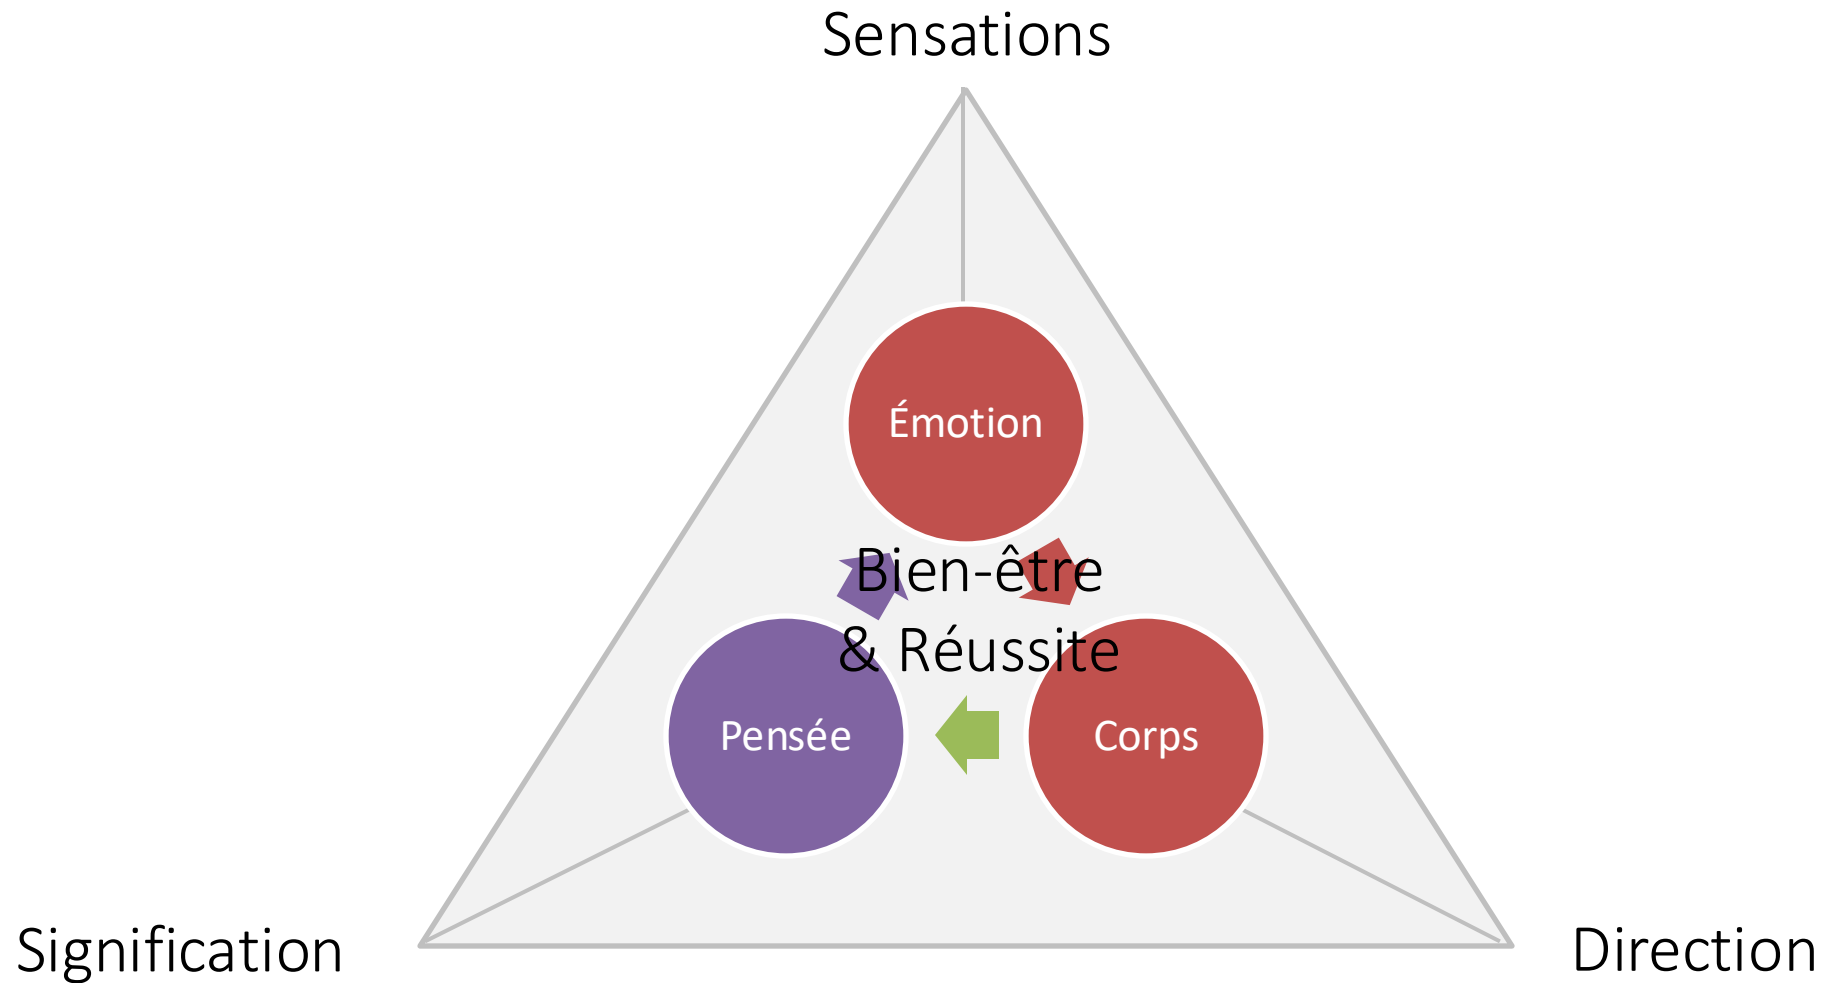 Sensations
Émotion
Bien-être
& Réussite
Pensée
Corps
Signification
Direction